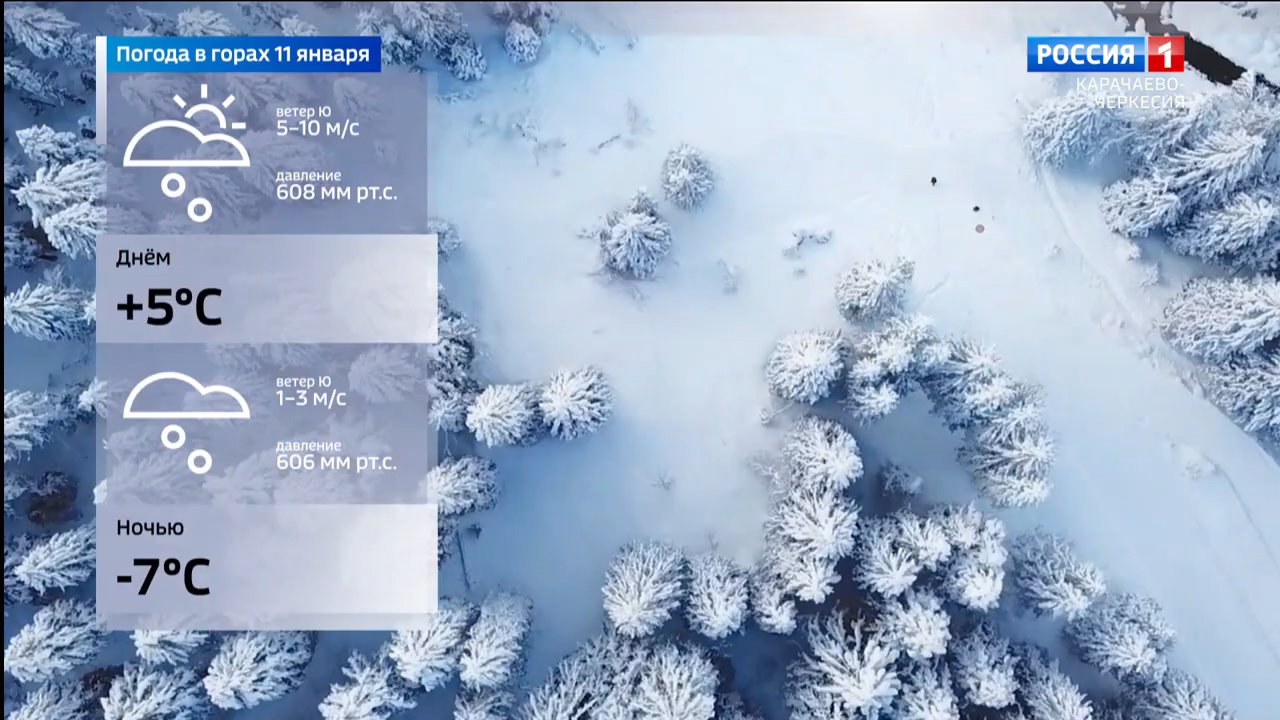 Погода в горах 11 января
РОССИЯ 1
КАРАЧАЕВО-
ЧЕРКЕСИЯ
ветер Ю
5–10 м/с
давление
608 мм рт.с.
Днём
+5°C
ветер Ю
1–3 м/с
давление
606 мм рт.с.
Ночью
-7°C